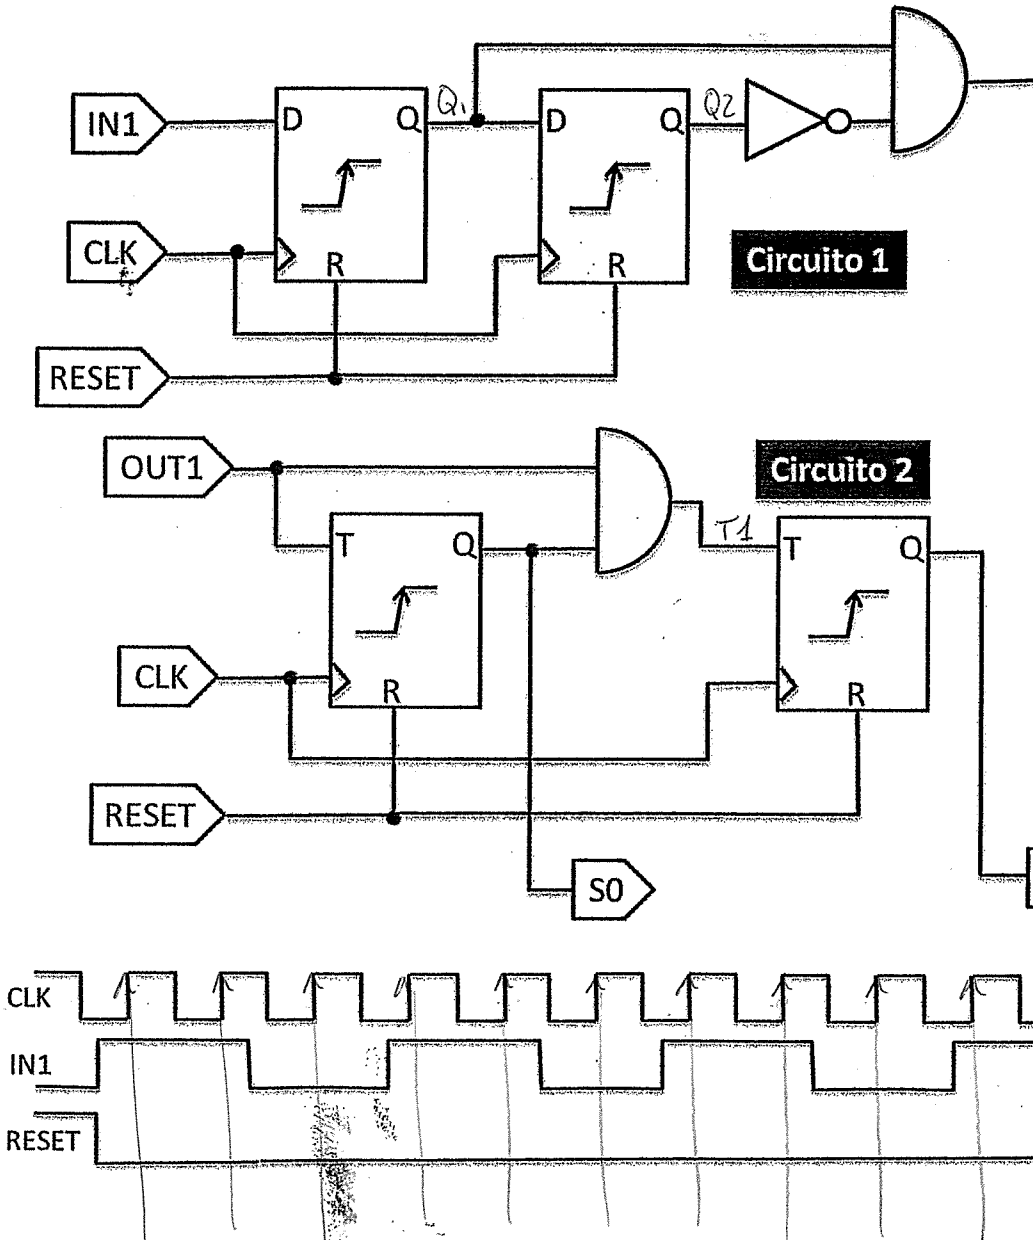 Q1 Q2
IN1 D Q D Q
CLK R R Circuito 1
RESET
OUT1 Circuito 2
T Q T1 T Q
CLK R R
RESET
S0
CLK
IN1
RESET